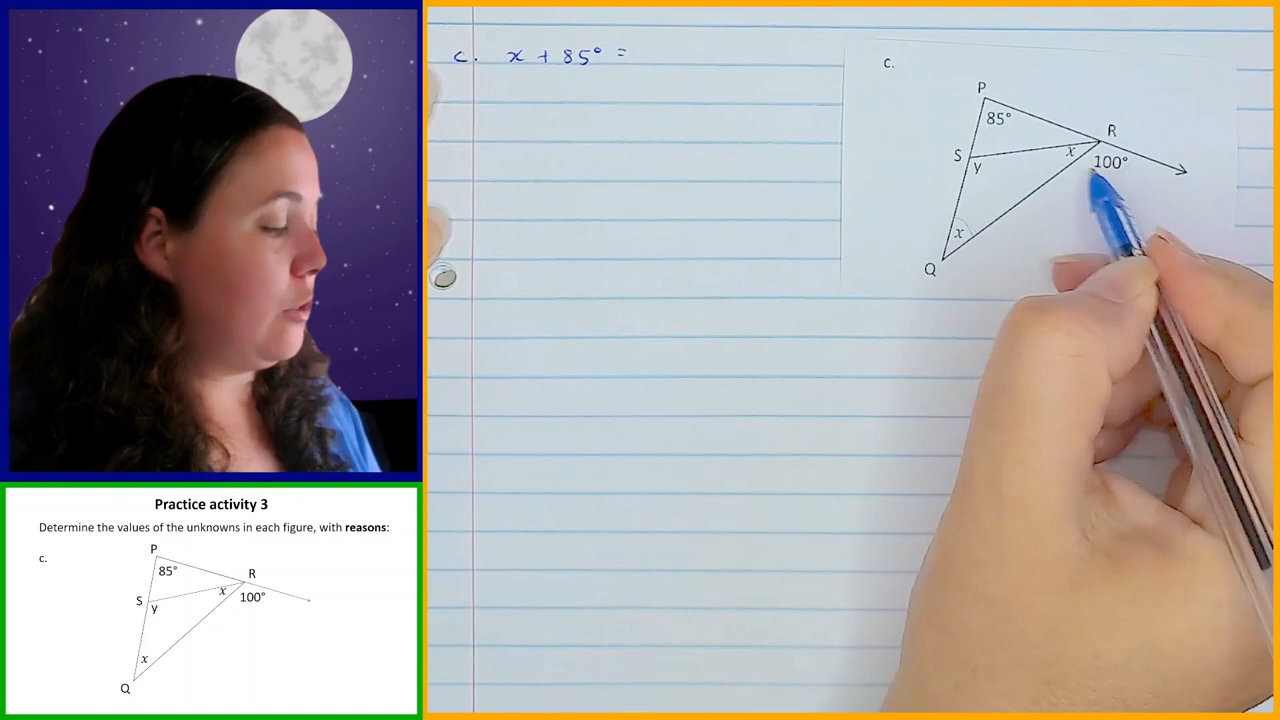 c. x + 85° =
c.
P
85°
R
S
x
100°
y
x
Q
Practice activity 3
Determine the values of the unknowns in each figure, with reasons:
c.
P
85°
R
S
x
100°
y
x
Q